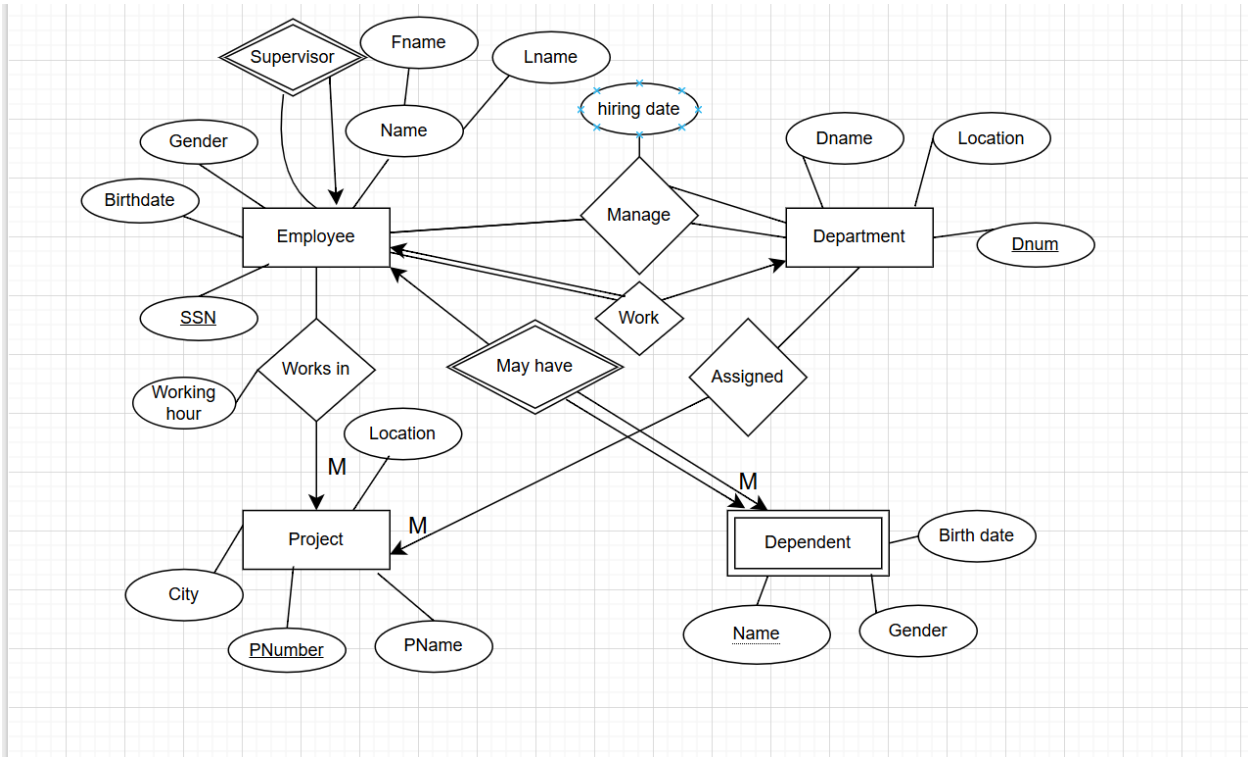 Supervisor
Fname
Lname
hiring date
Gender
Name
Dname
Location
Birthdate
Employee
Manage
Department
Dnum
SSN
Work
Works in
May have
Assigned
Working
hour
Location
M
M
M
Project
Dependent
Birth date
City
PNumber
PName
Name
Gender